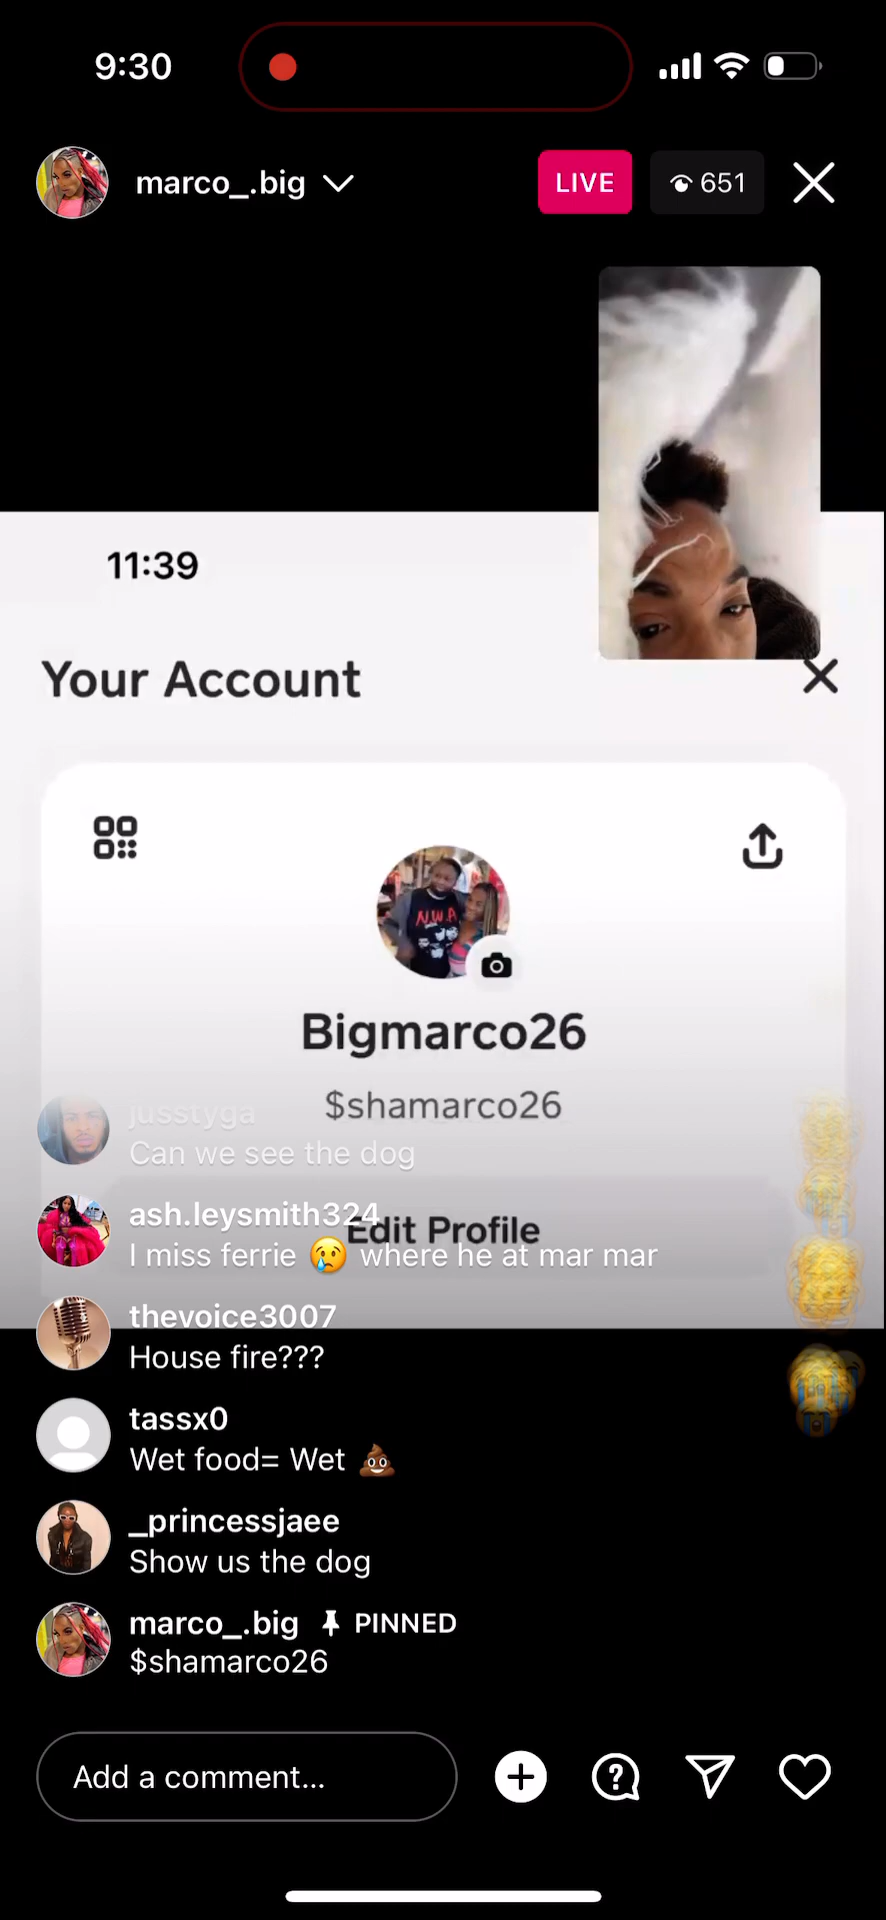 9:30
marco_.big
LIVE
651
11:39
Your Account
N.W.A
Bigmarco26
$shamarco26
jusstyga
Can we see the dog
Edit Profile
ash.leysmith324
I miss ferrie 😢 where he at mar mar
thevoice3007
House fire???
tassx0
Wet food= Wet 💩
_princessjaee
Show us the dog
marco_.big PINNED
$shamarco26
Add a comment...